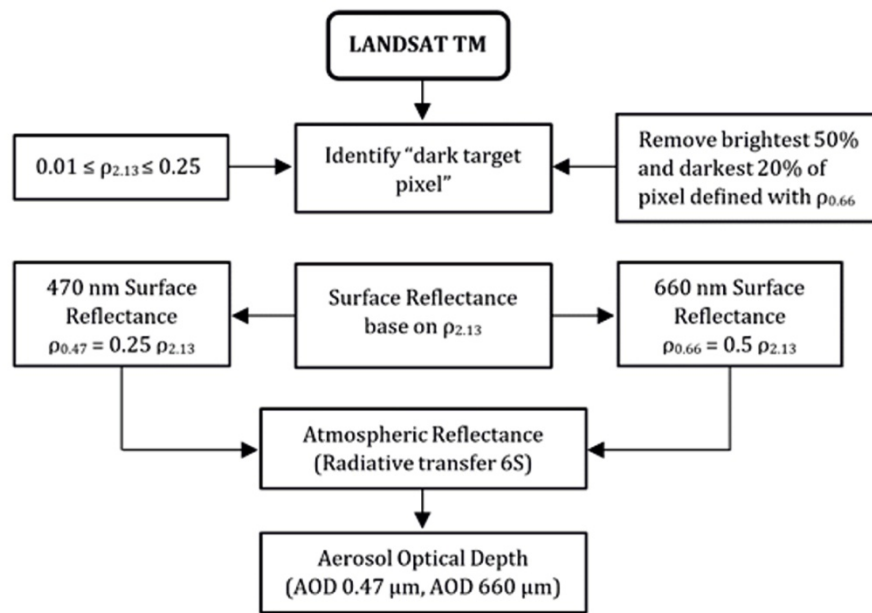 LANDSAT TM
0.01 ≤ ρ2.13 ≤ 0.25
Identify “dark target
pixel”
Remove brightest 50%
and darkest 20% of
pixel defined with ρ0.66
470 nm Surface
Reflectance
ρ0.47 = 0.25 ρ2.13
Surface Reflectance
base on ρ2.13
660 nm Surface
Reflectance
ρ0.66 = 0.5 ρ2.13
Atmospheric Reflectance
(Radiative transfer 6S)
Aerosol Optical Depth
(AOD 0.47 μm, AOD 660 μm)